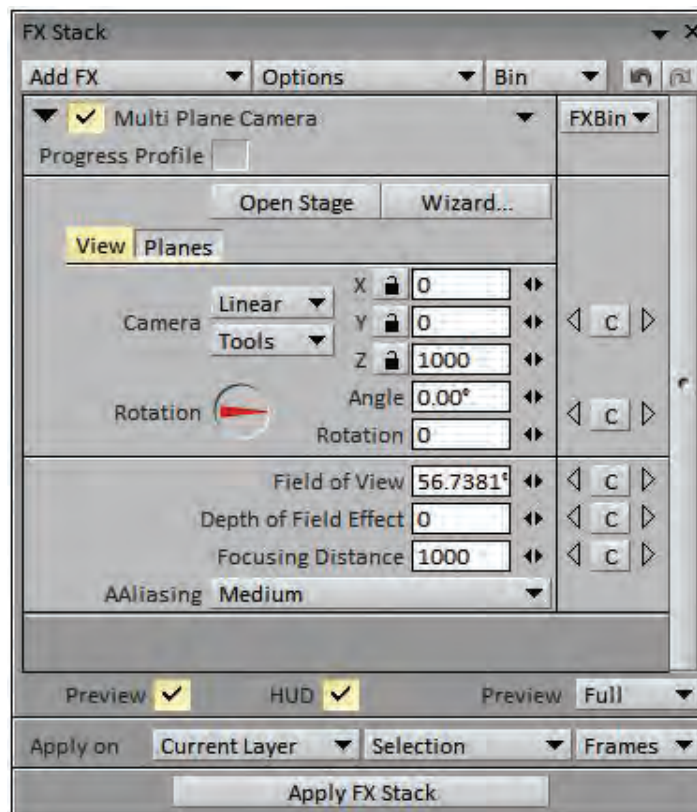 FX Stack
Add FX Options Bin
Multi Plane Camera FXBin
Progress Profile
Open Stage Wizard...
View Planes
Camera Linear X 0
Tools Y 0 C
Z 1000
Rotation Angle 0.00° C
Rotation 0
Field of View 56.7381° C
Depth of Field Effect 0 C
Focusing Distance 1000 C
AAliasing Medium
Preview HUD Preview Full
Apply on Current Layer Selection Frames
Apply FX Stack